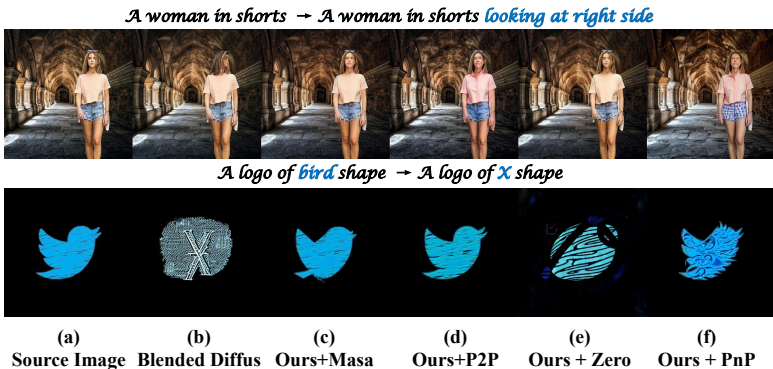 A woman in shorts → A woman in shorts looking at right side
A logo of bird shape → A logo of X shape
(a) (b) (c) (d) (e) (f)
Source Image Blended Diffus Ours+Masa Ours+P2P Ours + Zero Ours + PnP